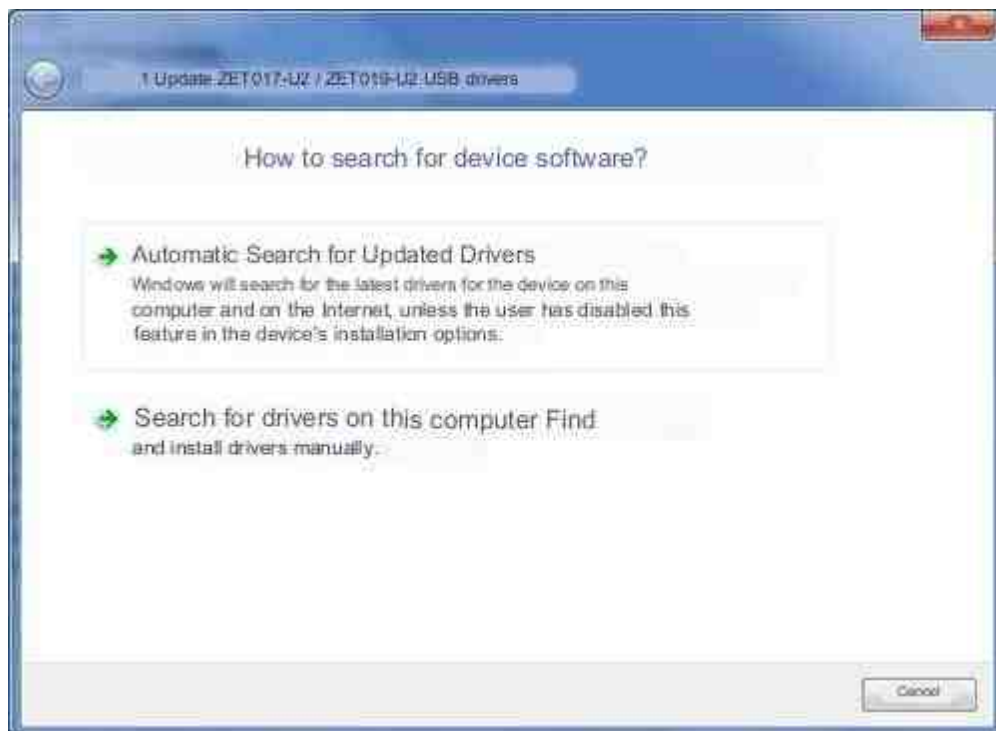 1 Update ZET017-U2 / ZET019-U2 USB drivers
How to search for device software?
Automatic Search for Updated Drivers
Windows will search for the latest drivers for the device on this
computer and on the Internet, unless the user has disabled this
feature in the device's installation options.
Search for drivers on this computer Find
and install drivers manually.
Cancel